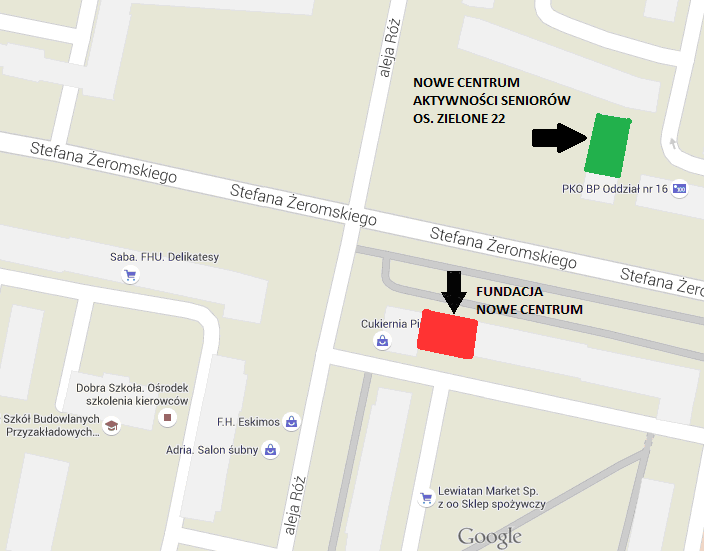 aleja Róż
NOWE CENTRUM
AKTYWNOŚCI SENIORÓW
OS. ZIELONE 22
Stefana Żeromskiego
Stefana Żeromskiego
PKO BP Oddział nr 16
Stefana Żeromskiego
Stefana Żero
Saba. FHU. Delikatesy
FUNDACJA
NOWE CENTRUM
Cukiernia Pi
Dobra Szkoła. Ośrodek
szkolenia kierowców
Szkół Budowlanych
Przyzakładowych...
F.H. Eskimos
Adria. Salon śubny
aleja Róż
Lewiatan Market Sp.
z oo Sklep spożywczy
Google